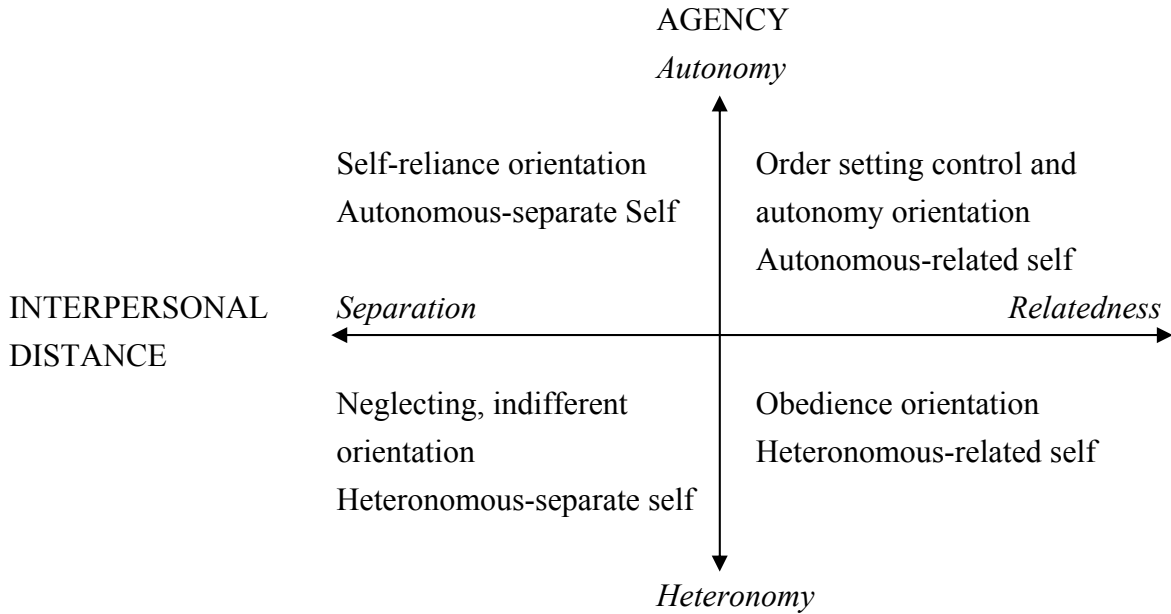 AGENCY
Autonomy
Self-reliance orientation
Autonomous-separate Self
Order setting control and
autonomy orientation
Autonomous-related self
INTERPERSONAL
DISTANCE
Separation
Relatedness
Neglecting, indifferent
orientation
Heteronomous-separate self
Obedience orientation
Heteronomous-related self
Heteronomy